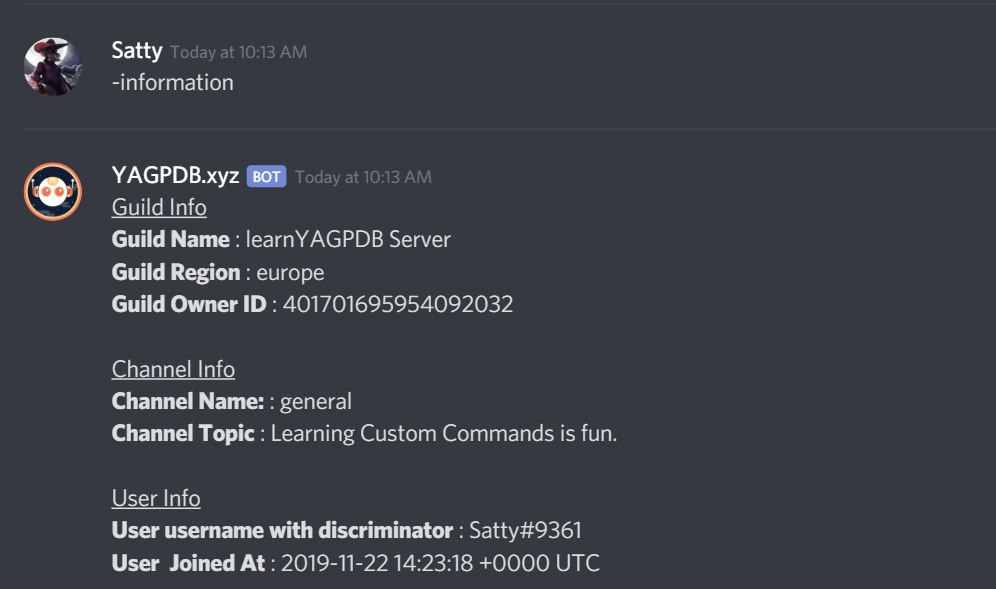 Satty Today at 10:13 AM
-information
YAGPDB.xyz BOT Today at 10:13 AM
Guild Info
Guild Name : learnYAGPDB Server
Guild Region : europe
Guild Owner ID : 401701695954092032
Channel Info
Channel Name: : general
Channel Topic : Learning Custom Commands is fun.
User Info
User username with discriminator : Satty#9361
User  Joined At : 2019-11-22 14:23:18 +0000 UTC